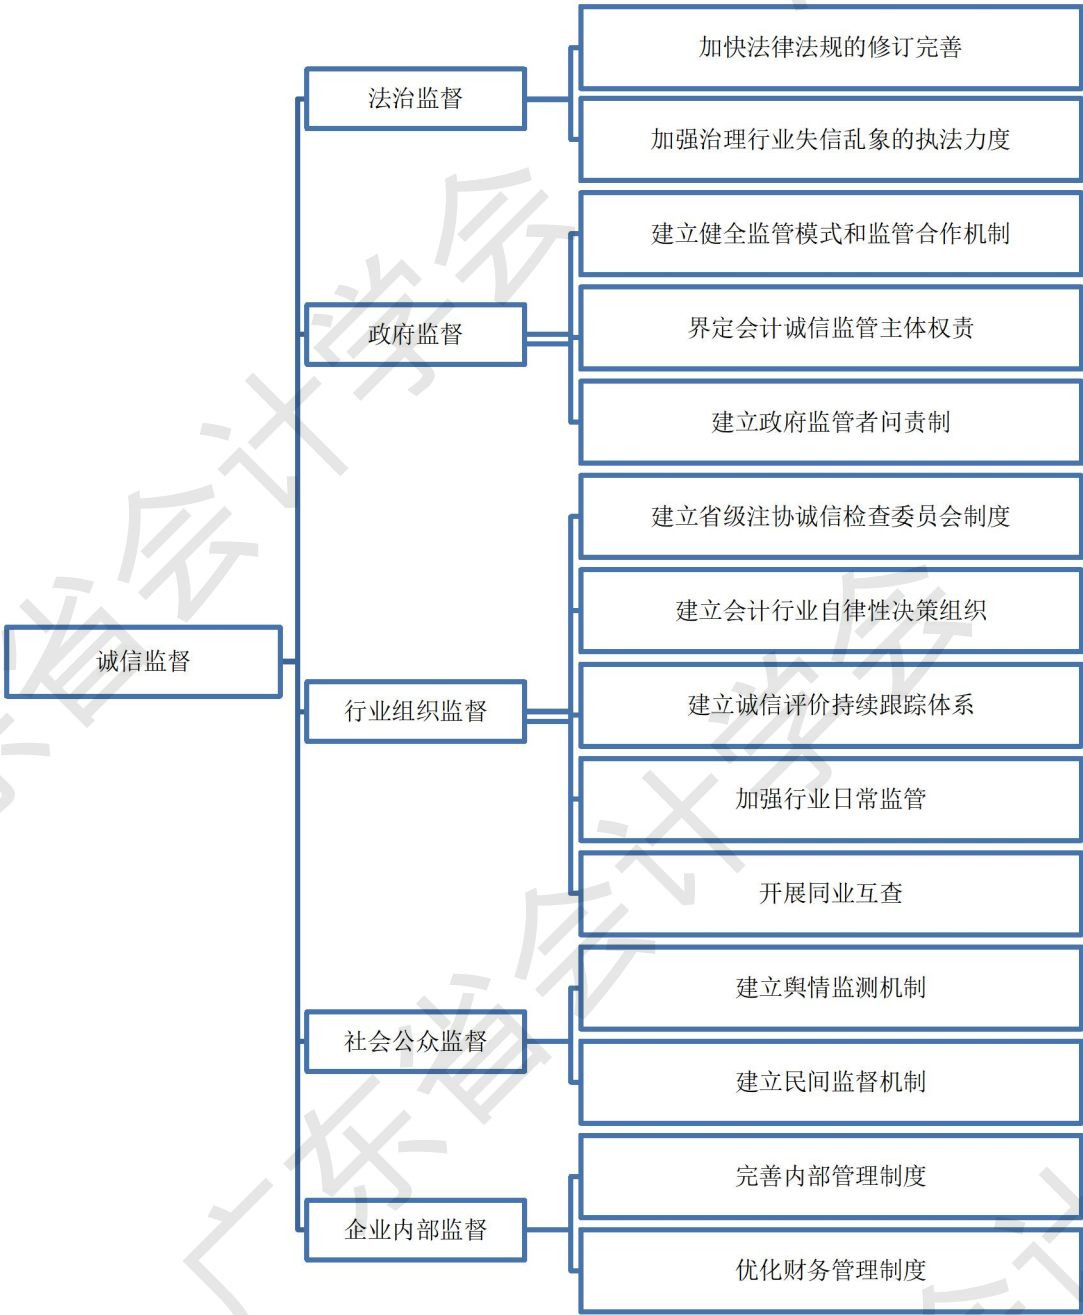 诚信监督
法治监督
加快法律法规的修订完善
加强治理行业失信乱象的执法力度
政府监督
建立健全监管模式和监管合作机制
界定会计诚信监管主体权责
建立政府监管者问责制
行业组织监督
建立省级注协诚信检查委员会制度
建立会计行业自律性决策组织
建立诚信评价持续跟踪体系
加强行业日常监管
开展同业互查
社会公众监督
建立舆情监测机制
建立民间监督机制
企业内部监督
完善内部管理制度
优化财务管理制度
广东省会计学会
东省会计学会
会计